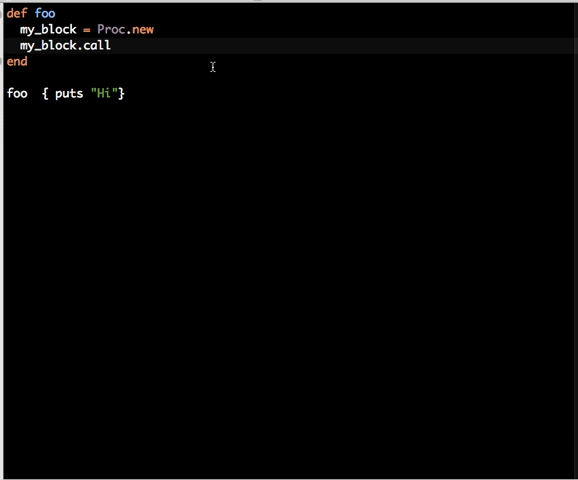 def foo
  my_block = Proc.new
  my_block.call
end
foo  { puts "Hi"}